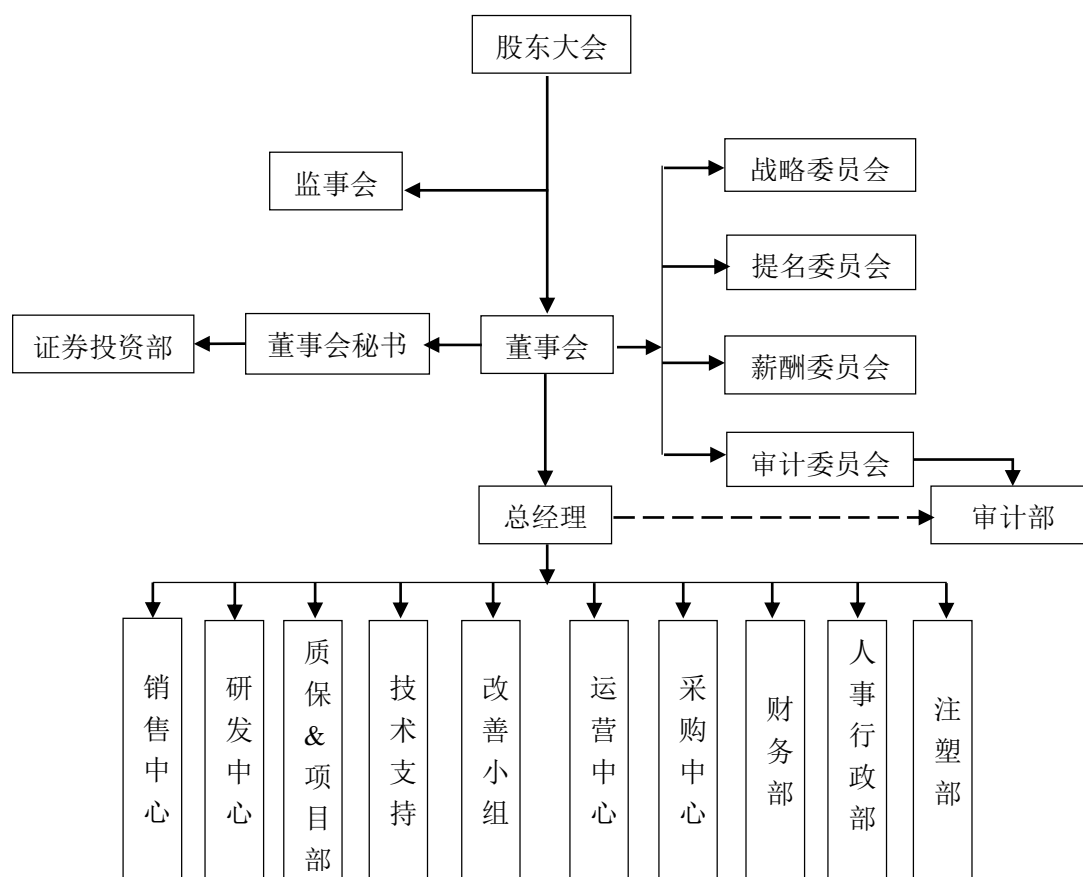 股东大会
战略委员会
监事会
提名委员会
证券投资部
董事会秘书
董事会
薪酬委员会
审计委员会
总经理
审计部
销售中心
研发中心
质保&项目部
技术支持
改善小组
运营中心
采购中心
财务部
人事行政部
注塑部